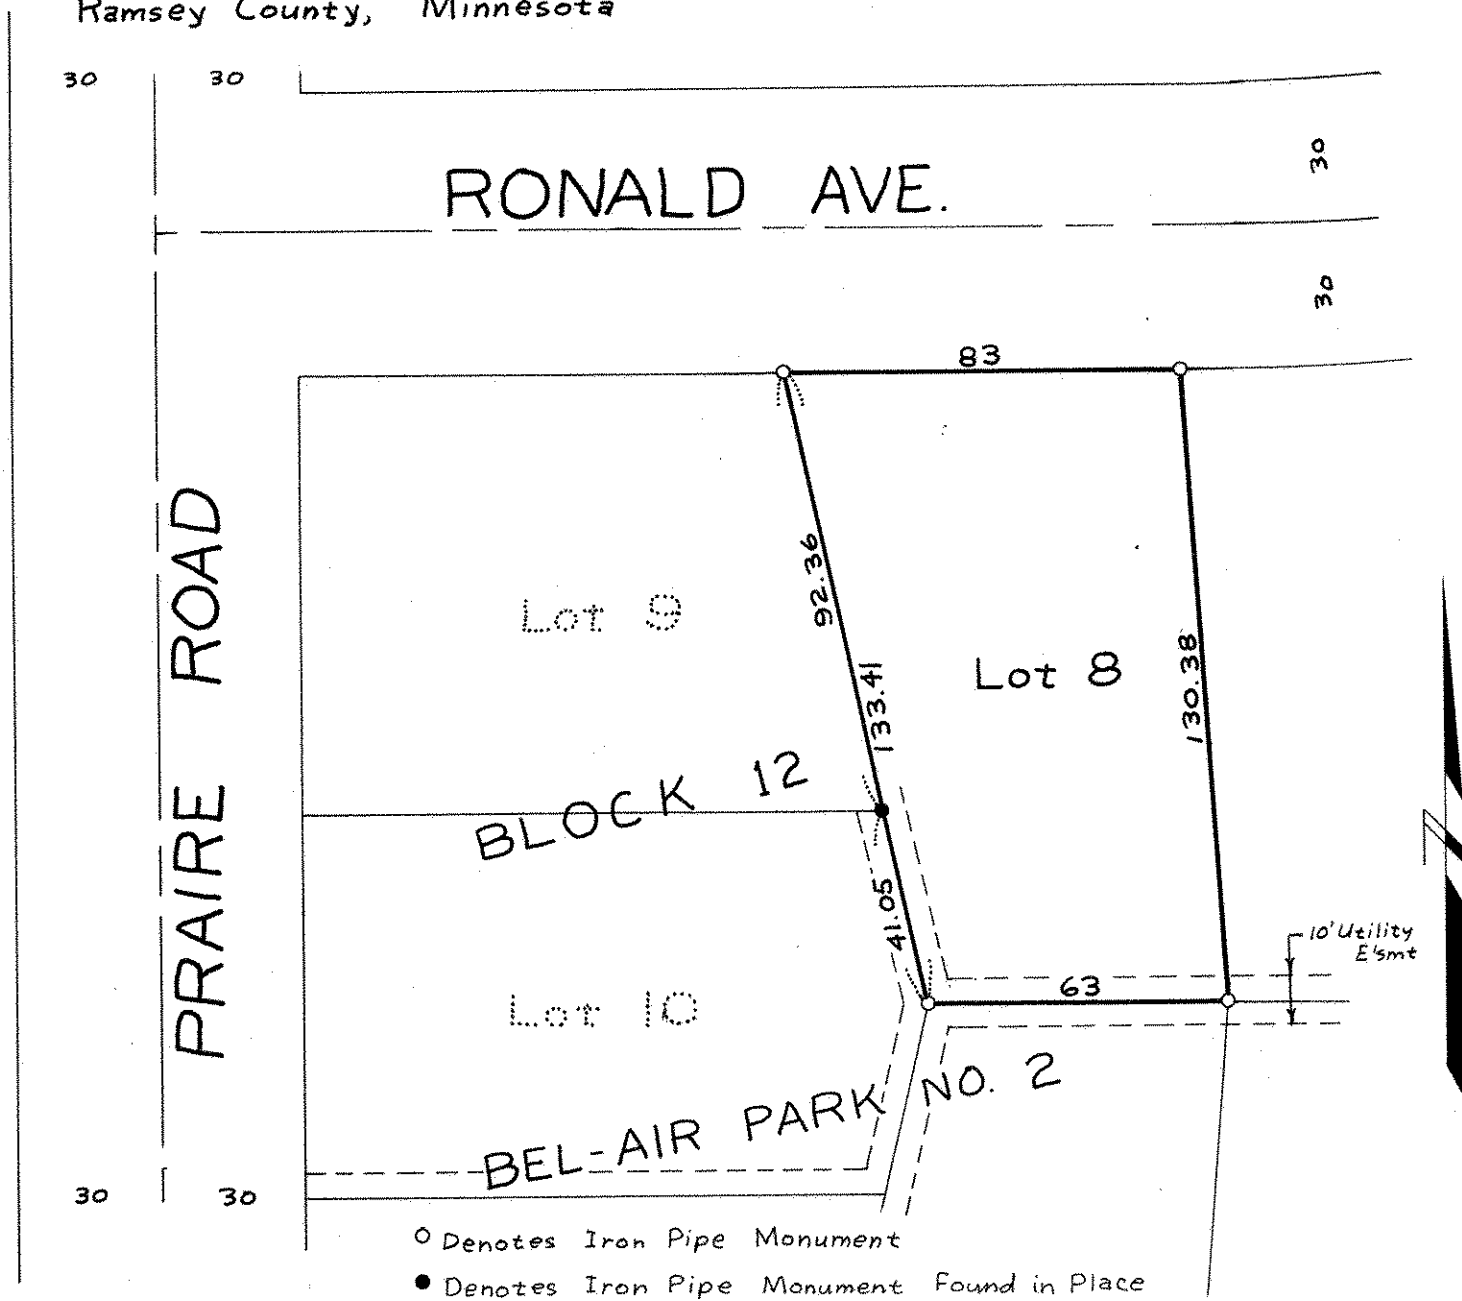 Ramsey County, Minnesota
30 30
30
RONALD AVE.
30
83
92.36
Lot 9
133.41
Lot 8
130.38
PRAIRE ROAD
BLOCK 12
41.05
10' Utility
E'smt
63
Lot 10
BEL-AIR PARK NO. 2
30 30
Denotes Iron Pipe Monument
Denotes Iron Pipe Monument Found in Place